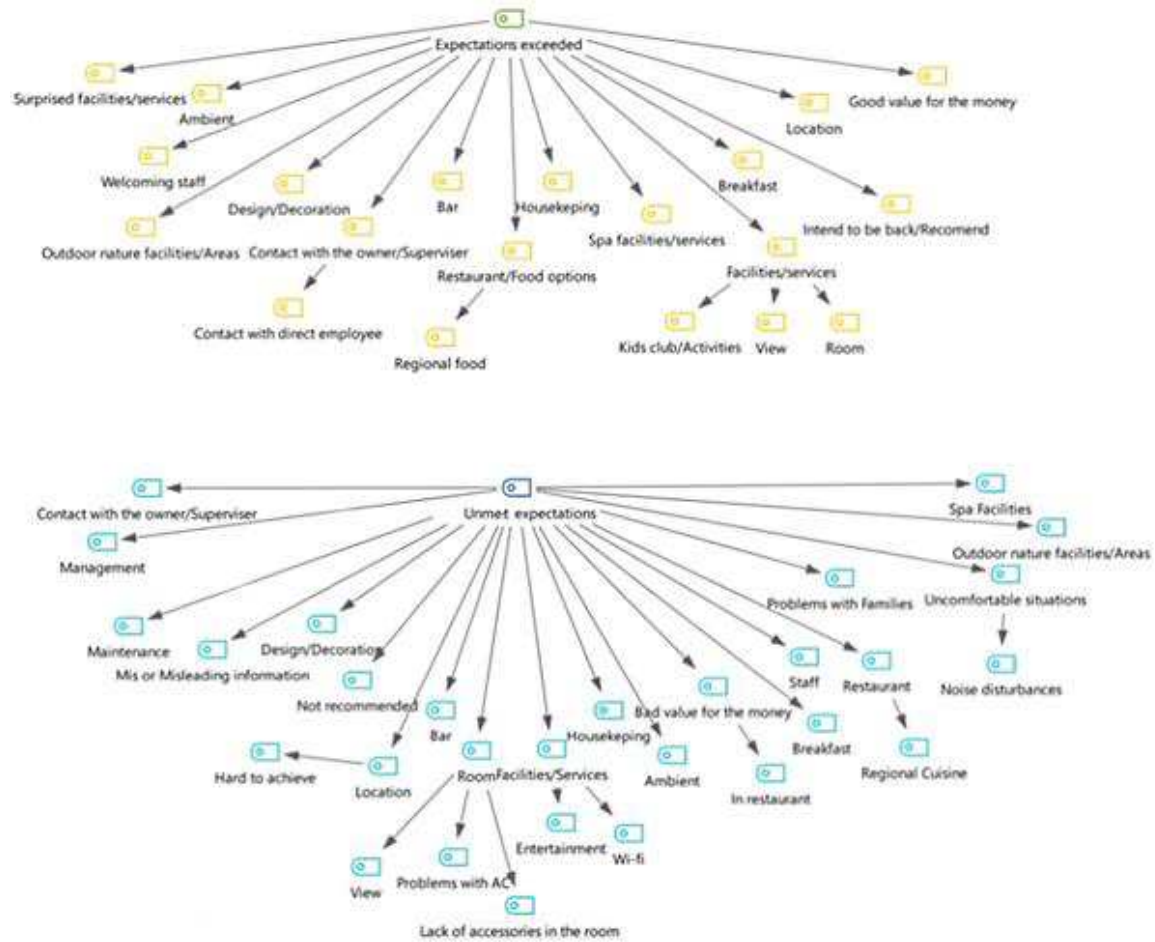 Expectations exceeded
Surprised facilities/services
Ambient
Good value for the money
Location
Welcoming staff
Design/Decoration
Bar
Housekeping
Breakfast
Outdoor nature facilities/Areas
Contact with the owner/Superviser
Restaurant/Food options
Spa facilities/services
Facilities/services
Intend to be back/Recomend
Contact with direct employee
Regional food
Kids club/Activities
View
Room
Unmet expectations
Contact with the owner/Superviser
Spa Facilities
Management
Outdoor nature facilities/Areas
Problems with Families
Uncomfortable situations
Maintenance
Mis or Misleading information
Design/Decoration
Staff
Restaurant
Noise disturbances
Not recommended
Bar
Housekeping
Bad value for the money
Breakfast
Regional Cuisine
Hard to achieve
Location
Room
Facilities/Services
Ambient
In restaurant
Entertainment
Wi-fi
View
Problems with AC
Lack of accessories in the room